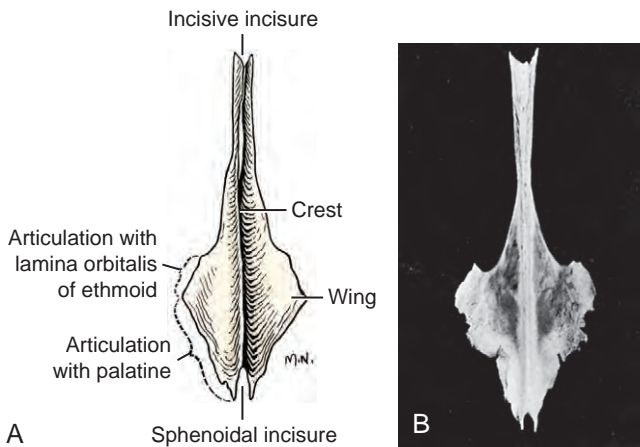 Incisive incisure
Crest
Articulation with
lamina orbitalis
of ethmoid
Wing
Articulation
with palatine
M.N.
Sphenoidal incisure
A
B